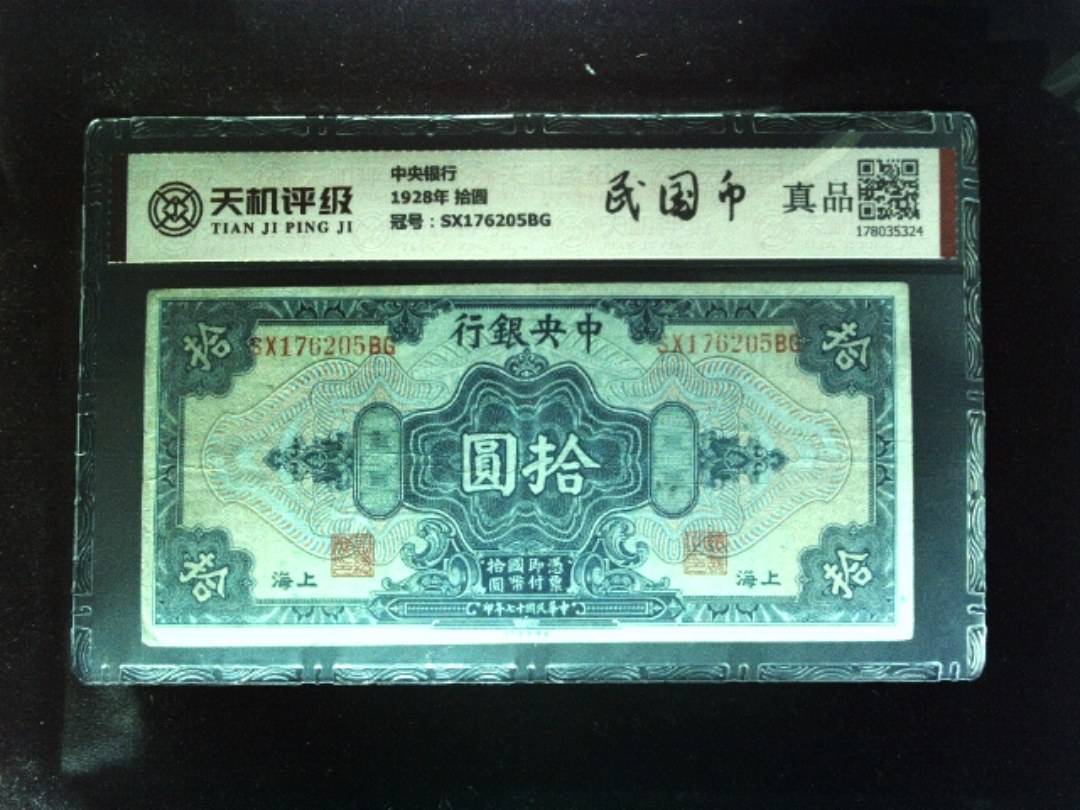 天机评级
TIAN JI PING JI
中央银行
1928年 拾圆
冠号：SX176205BG
民国币
真品
178035324
拾
SX176205BG
中央銀行
SX176205BG
拾
拾圓
拾
上海
憑票即付國幣拾圓
上海
拾
中華民國十七年印